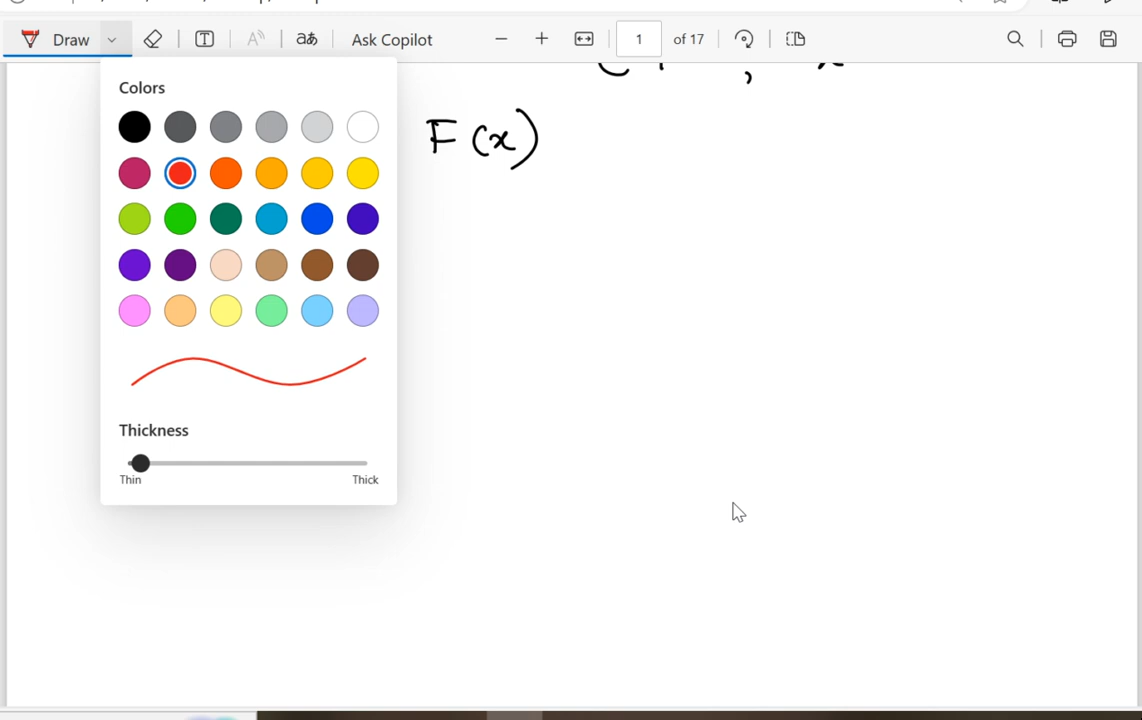 Draw
Ask Copilot
1 of 17
Colors
F(x)
Thickness
Thin Thick